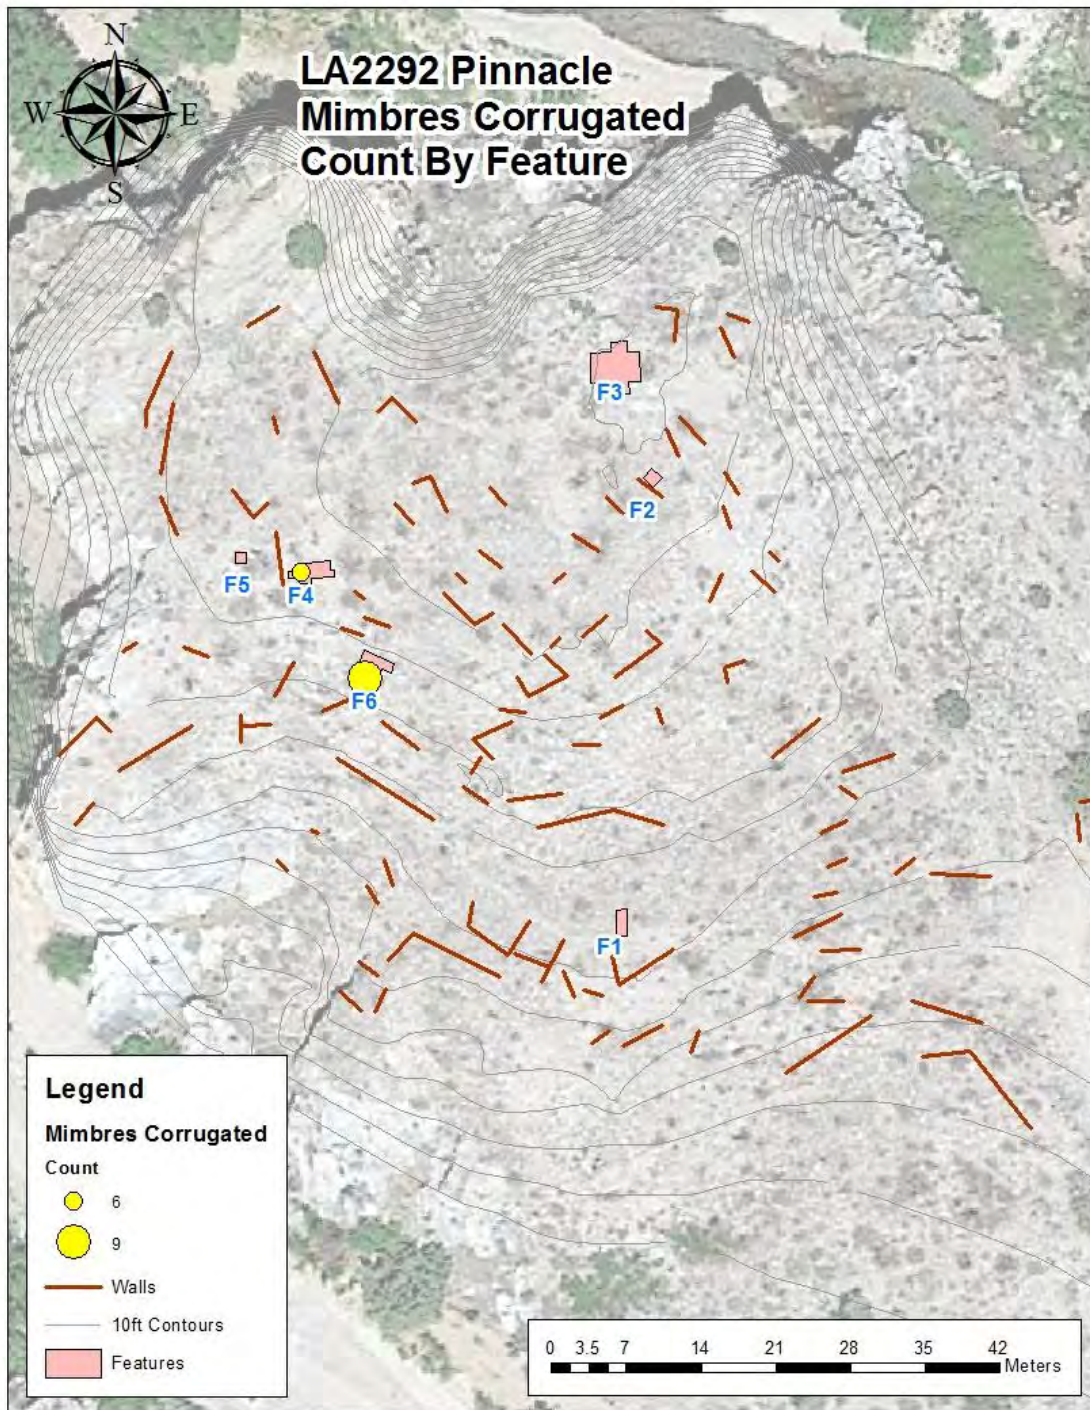 N
W
E
S
LA2292 Pinnacle
Mimbres Corrugated
Count By Feature
F3
F2
F5
F4
F6
F1
Legend
Mimbres Corrugated
Count
6
9
Walls
10ft Contours
Features
0 3.5 7 14 21 28 35 42
Meters